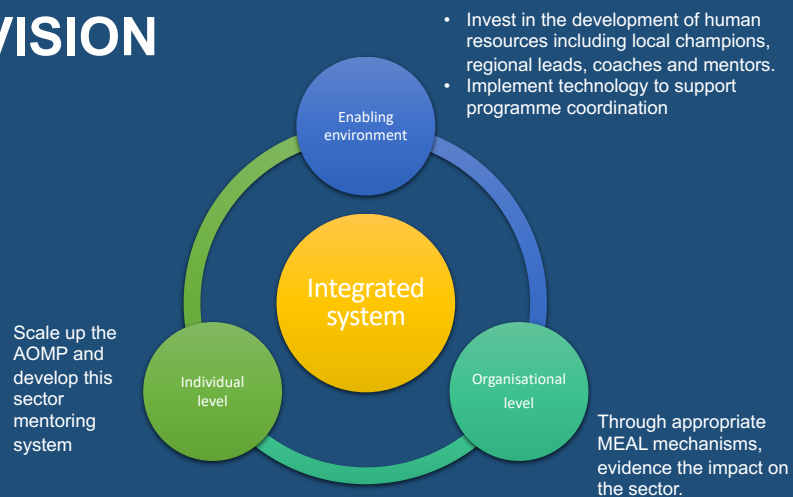 VISION
• Invest in the development of human
resources including local champions,
regional leads, coaches and mentors.
• Implement technology to support
programme coordination
Enabling
environment
Integrated
system
Scale up the
AOMP and
develop this
sector
mentoring
system
Individual
level
Organisational
level
Through appropriate
MEAL mechanisms,
evidence the impact on
the sector.